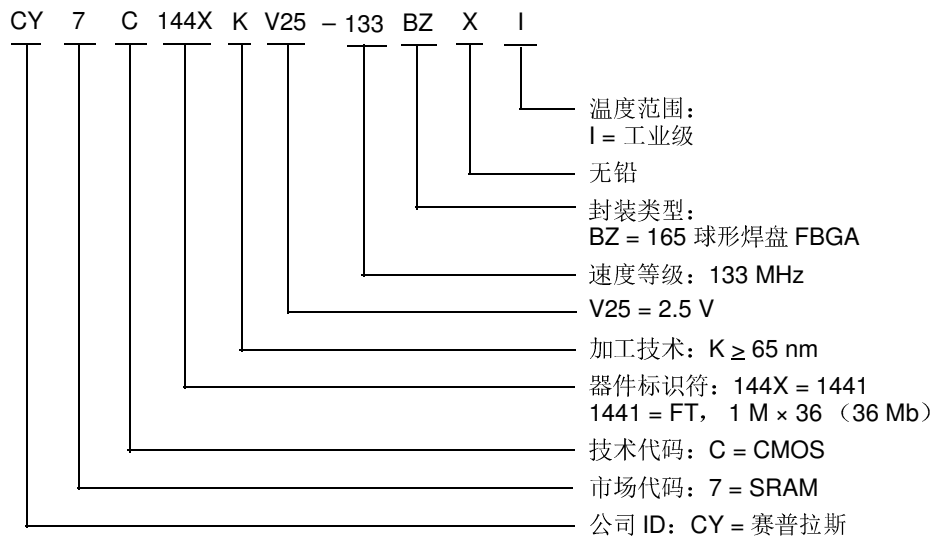 CY 7 C 144X K V25 – 133 BZ X I
温度范围：
I = 工业级
无铅
封装类型：
BZ = 165 球形焊盘 FBGA
速度等级：133 MHz
V25 = 2.5 V
加工技术：K ≥ 65 nm
器件标识符：144X = 1441
1441 = FT， 1 M × 36 （36 Mb）
技术代码：C = CMOS
市场代码：7 = SRAM
公司 ID：CY = 赛普拉斯